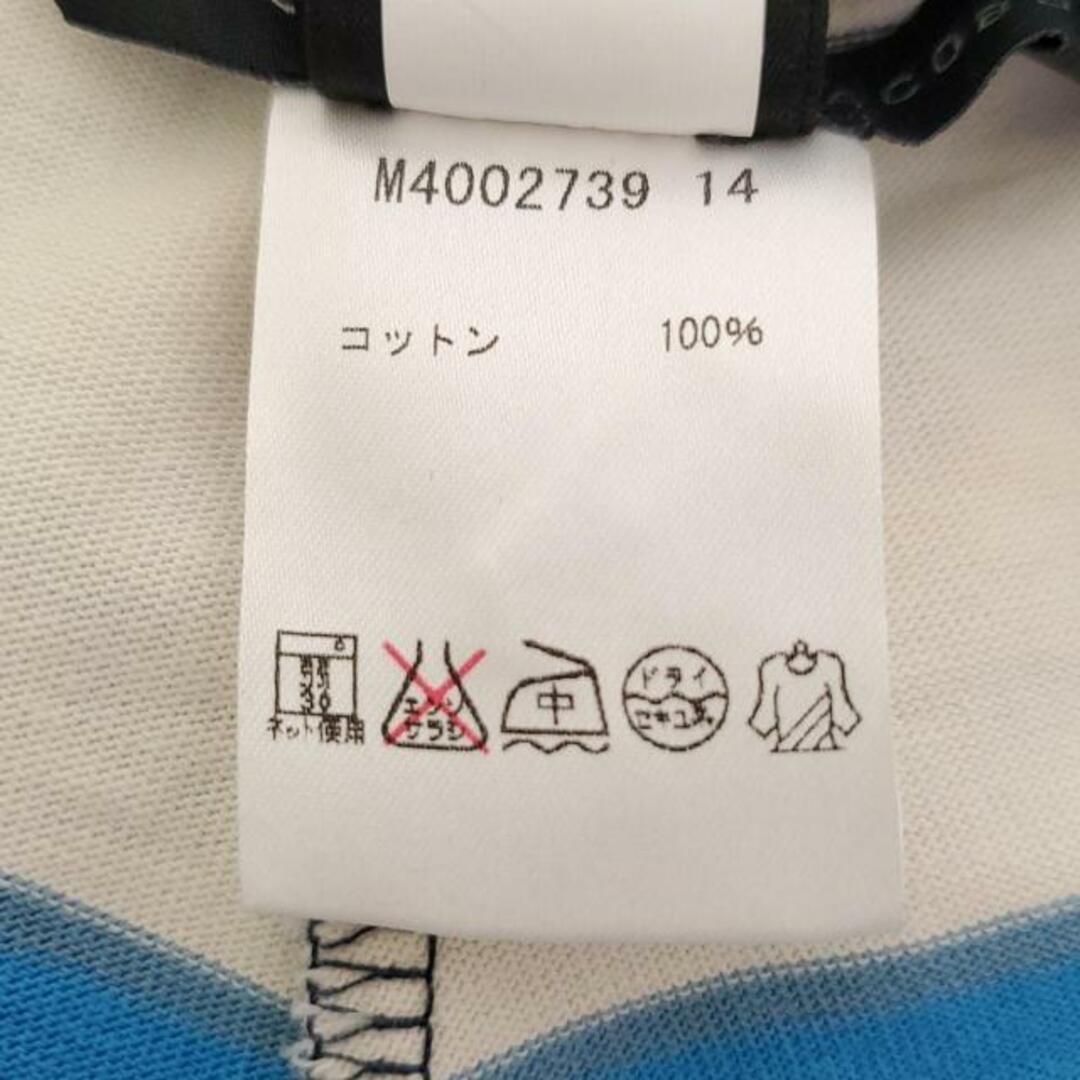 M4002739 14
コットン 100%
弱
30
ネット使用
エンソ
サラシ
中
ドライ
セキユ系